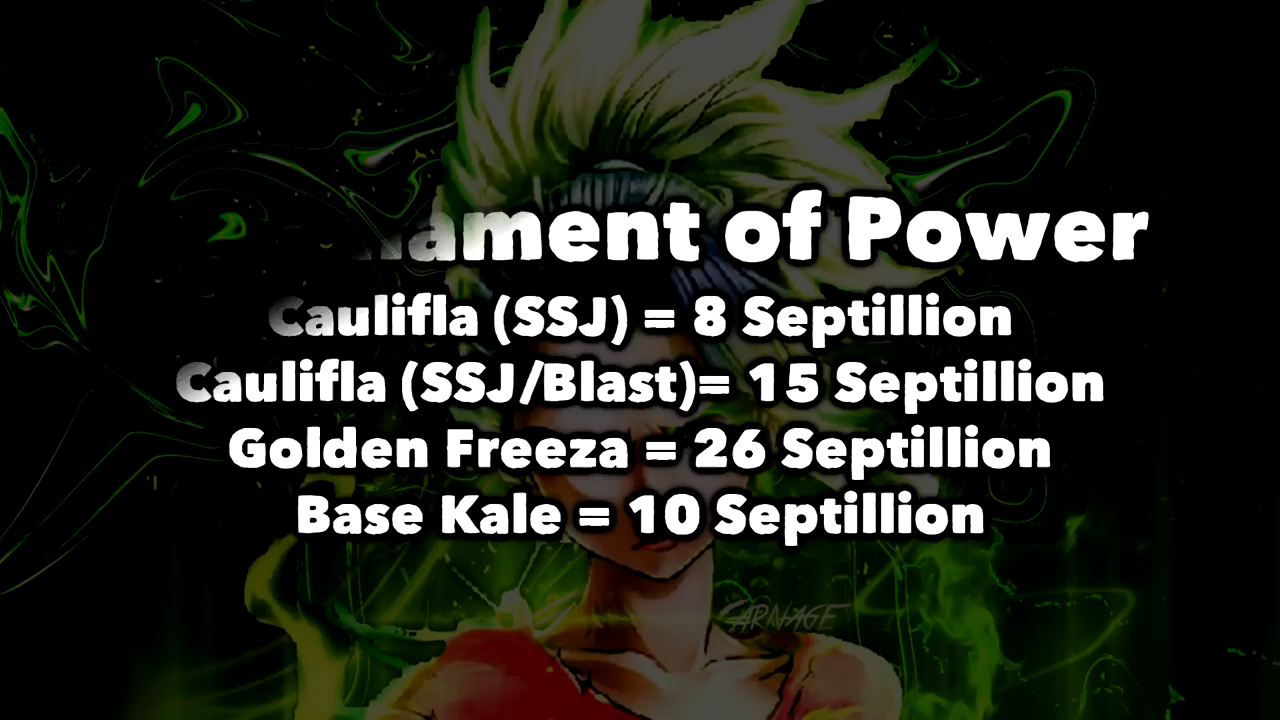 nament of Power
Caulifla (SSJ) = 8 Septillion
Caulifla (SSJ/Blast)= 15 Septillion
Golden Freeza = 26 Septillion
Base Kale = 10 Septillion
CARNAGE